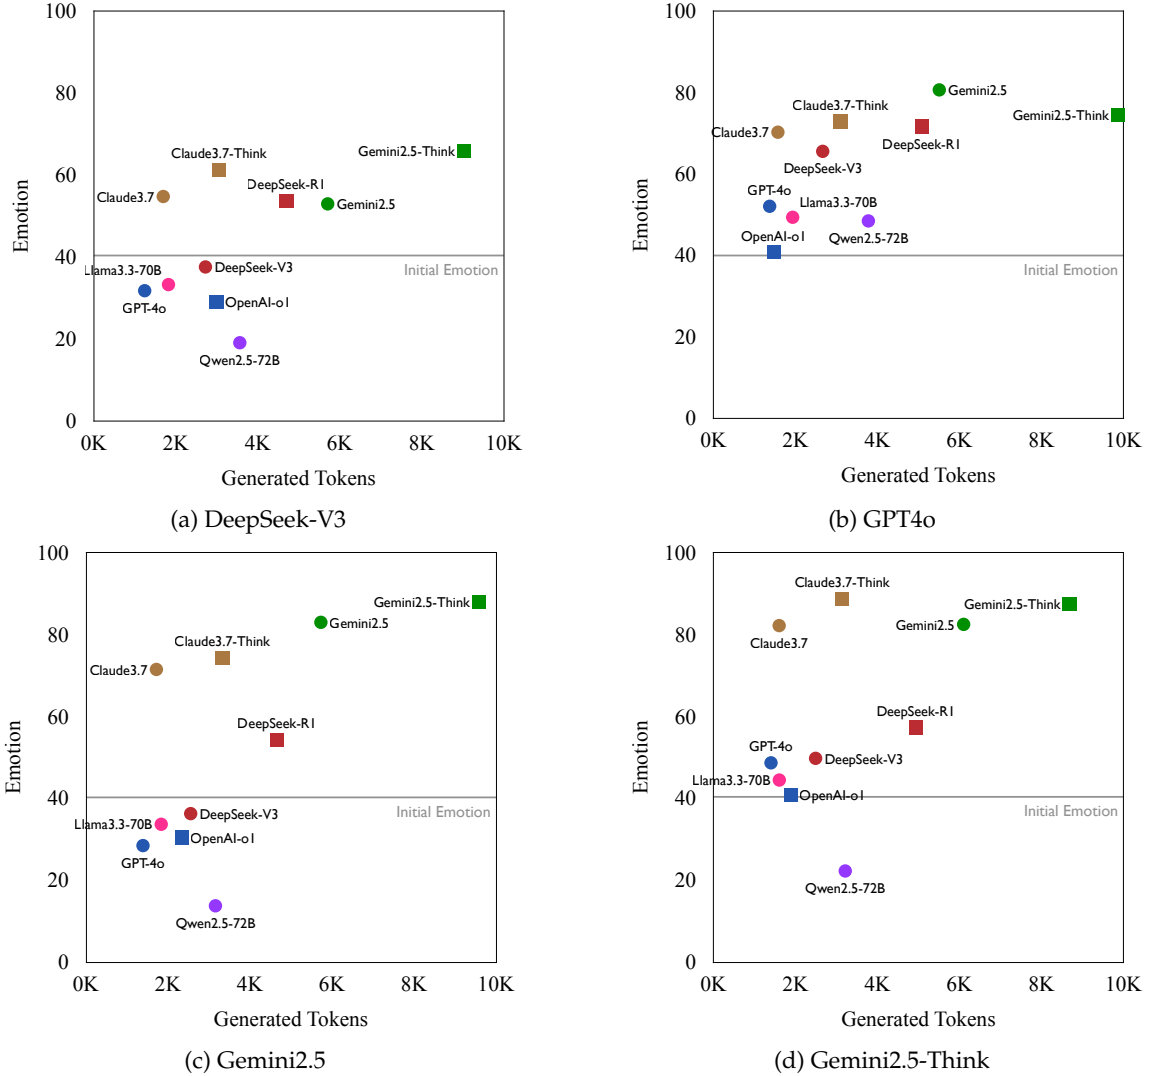 100
80
60
40
20
0
Emotion
Claude3.7-Think
Gemini2.5-Think
DeepSeek-R1
Claude3.7
Gemini2.5
Initial Emotion
Llama3.3-70B
DeepSeek-V3
GPT-4o
OpenAI-o1
Qwen2.5-72B
0K 2K 4K 6K 8K 10K
Generated Tokens
(a) DeepSeek-V3
100
80
60
40
20
0
Emotion
Gemini2.5
Claude3.7-Think
Gemini2.5-Think
Claude3.7
DeepSeek-R1
DeepSeek-V3
GPT-4o
Llama3.3-70B
OpenAI-o1
Qwen2.5-72B
Initial Emotion
0K 2K 4K 6K 8K 10K
Generated Tokens
(b) GPT4o
100
80
60
40
20
0
Emotion
Gemini2.5-Think
Gemini2.5
Claude3.7-Think
Claude3.7
DeepSeek-R1
Initial Emotion
DeepSeek-V3
Llama3.3-70B
OpenAI-o1
GPT-4o
Qwen2.5-72B
0K 2K 4K 6K 8K 10K
Generated Tokens
(c) Gemini2.5
100
80
60
40
20
0
Emotion
Claude3.7-Think
Gemini2.5-Think
Gemini2.5
Claude3.7
DeepSeek-R1
GPT-4o
DeepSeek-V3
Llama3.3-70B
OpenAI-o1
Initial Emotion
Qwen2.5-72B
0K 2K 4K 6K 8K 10K
Generated Tokens
(d) Gemini2.5-Think